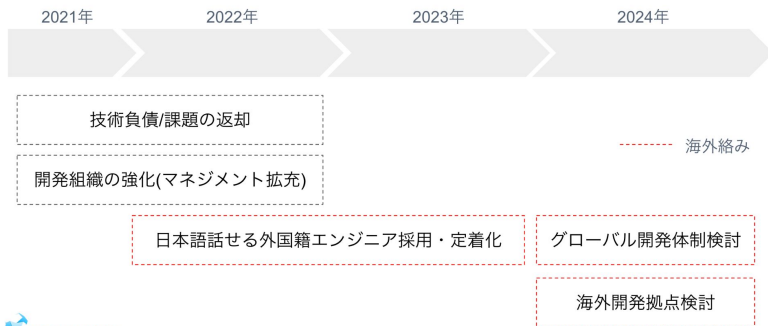 2021年
2022年
2023年
2024年
技術負債/課題の返却
海外絡み
開発組織の強化(マネジメント拡充)
日本語話せる外国籍エンジニア採用・定着化
グローバル開発体制検討
海外開発拠点検討